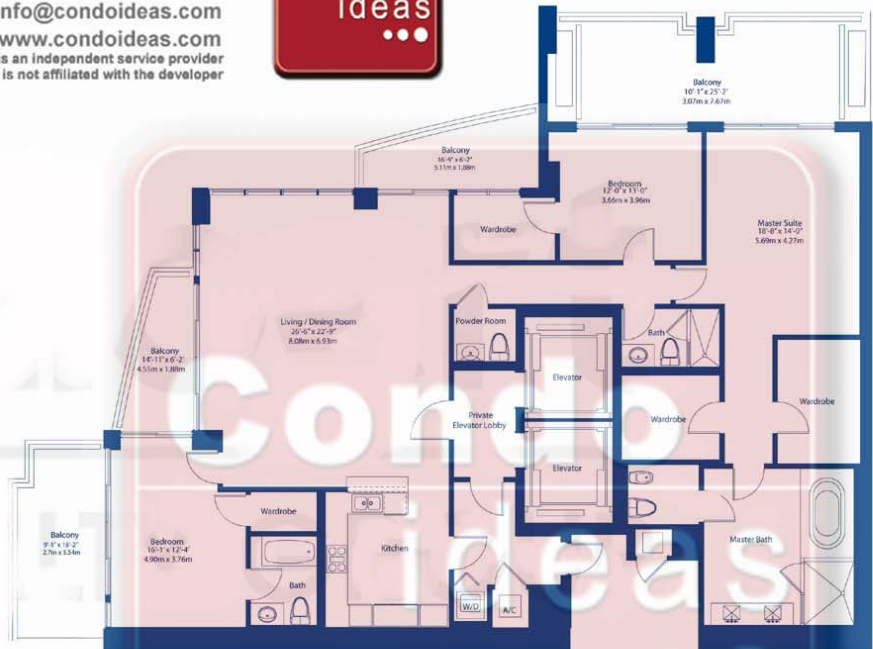 info@condoideas.com
www.condoideas.com
is an independent service provider
is not affiliated with the developer
ideas
Balcony
10'-1" x 25'-2"
3.07m x 7.67m
Balcony
16'-9" x 6'-2"
5.11m x 1.88m
Bedroom
12'-0" x 13'-0"
3.66m x 3.96m
Wardrobe
Master Suite
18'-8" x 14'-0"
5.69m x 4.27m
Living / Dining Room
26'-6" x 22'-9"
8.08m x 6.93m
Powder Room
Bath
Balcony
14'-11" x 6'-2"
4.55m x 1.88m
Elevator
Private
Elevator Lobby
Wardrobe
Wardrobe
Condo
Elevator
Wardrobe
Balcony
9'-1" x 18'-2"
2.7m x 5.54m
Bedroom
16'-1" x 12'-4"
4.90m x 3.76m
Kitchen
Master Bath
ideas
Bath
W/D
A/C